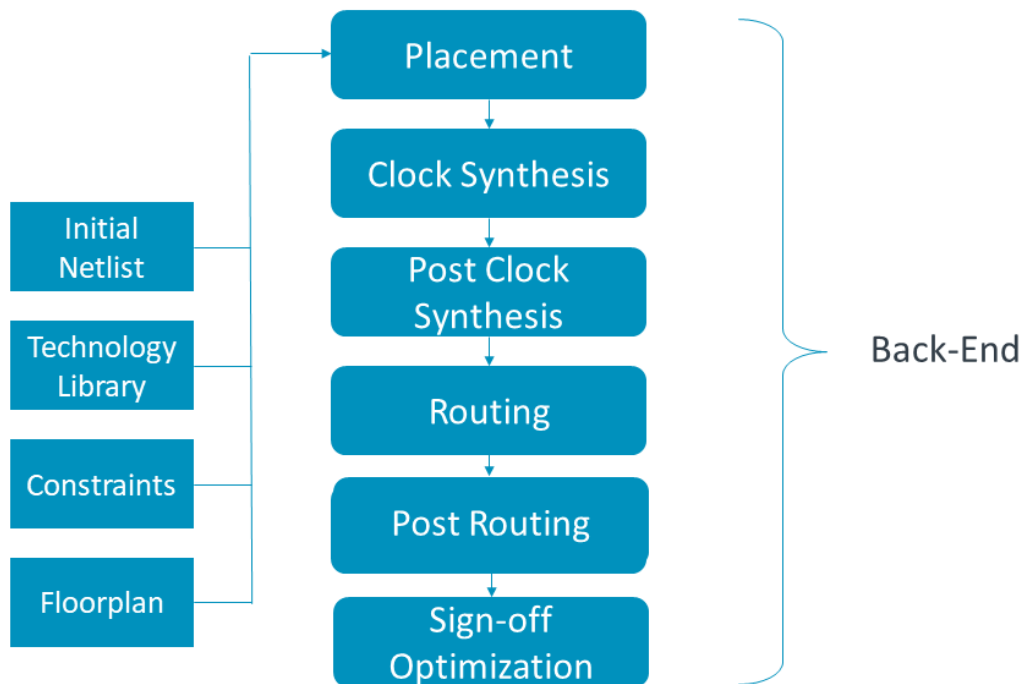 Placement
Clock Synthesis
Initial
Netlist
Post Clock
Synthesis
Technology
Library
Back-End
Routing
Constraints
Post Routing
Floorplan
Sign-off
Optimization